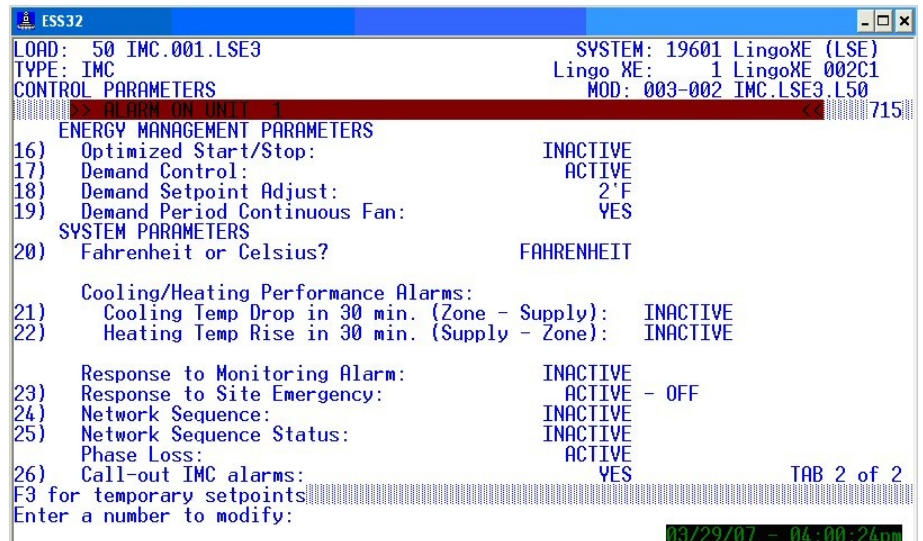 ESS32
LOAD: 50 IMC.001.LSE3 SYSTEM: 19601 LingoXE (LSE)
TYPE: IMC Lingo XE: 1 LingoXE 002C1
CONTROL PARAMETERS MOD: 003-002 IMC.LSE3.L50
>> ALARM ON UNIT 1 << 715
ENERGY MANAGEMENT PARAMETERS
16) Optimized Start/Stop: INACTIVE
17) Demand Control: ACTIVE
18) Demand Setpoint Adjust: 2'F
19) Demand Period Continuous Fan: YES
SYSTEM PARAMETERS
20) Fahrenheit or Celsius? FAHRENHEIT
Cooling/Heating Performance Alarms:
21) Cooling Temp Drop in 30 min. (Zone - Supply): INACTIVE
22) Heating Temp Rise in 30 min. (Supply - Zone): INACTIVE
Response to Monitoring Alarm: INACTIVE
23) Response to Site Emergency: ACTIVE - OFF
24) Network Sequence: INACTIVE
25) Network Sequence Status: INACTIVE
Phase Loss: ACTIVE
26) Call-out IMC alarms: YES TAB 2 of 2
F3 for temporary setpoints
Enter a number to modify:
03/29/07 - 04:00:24pm